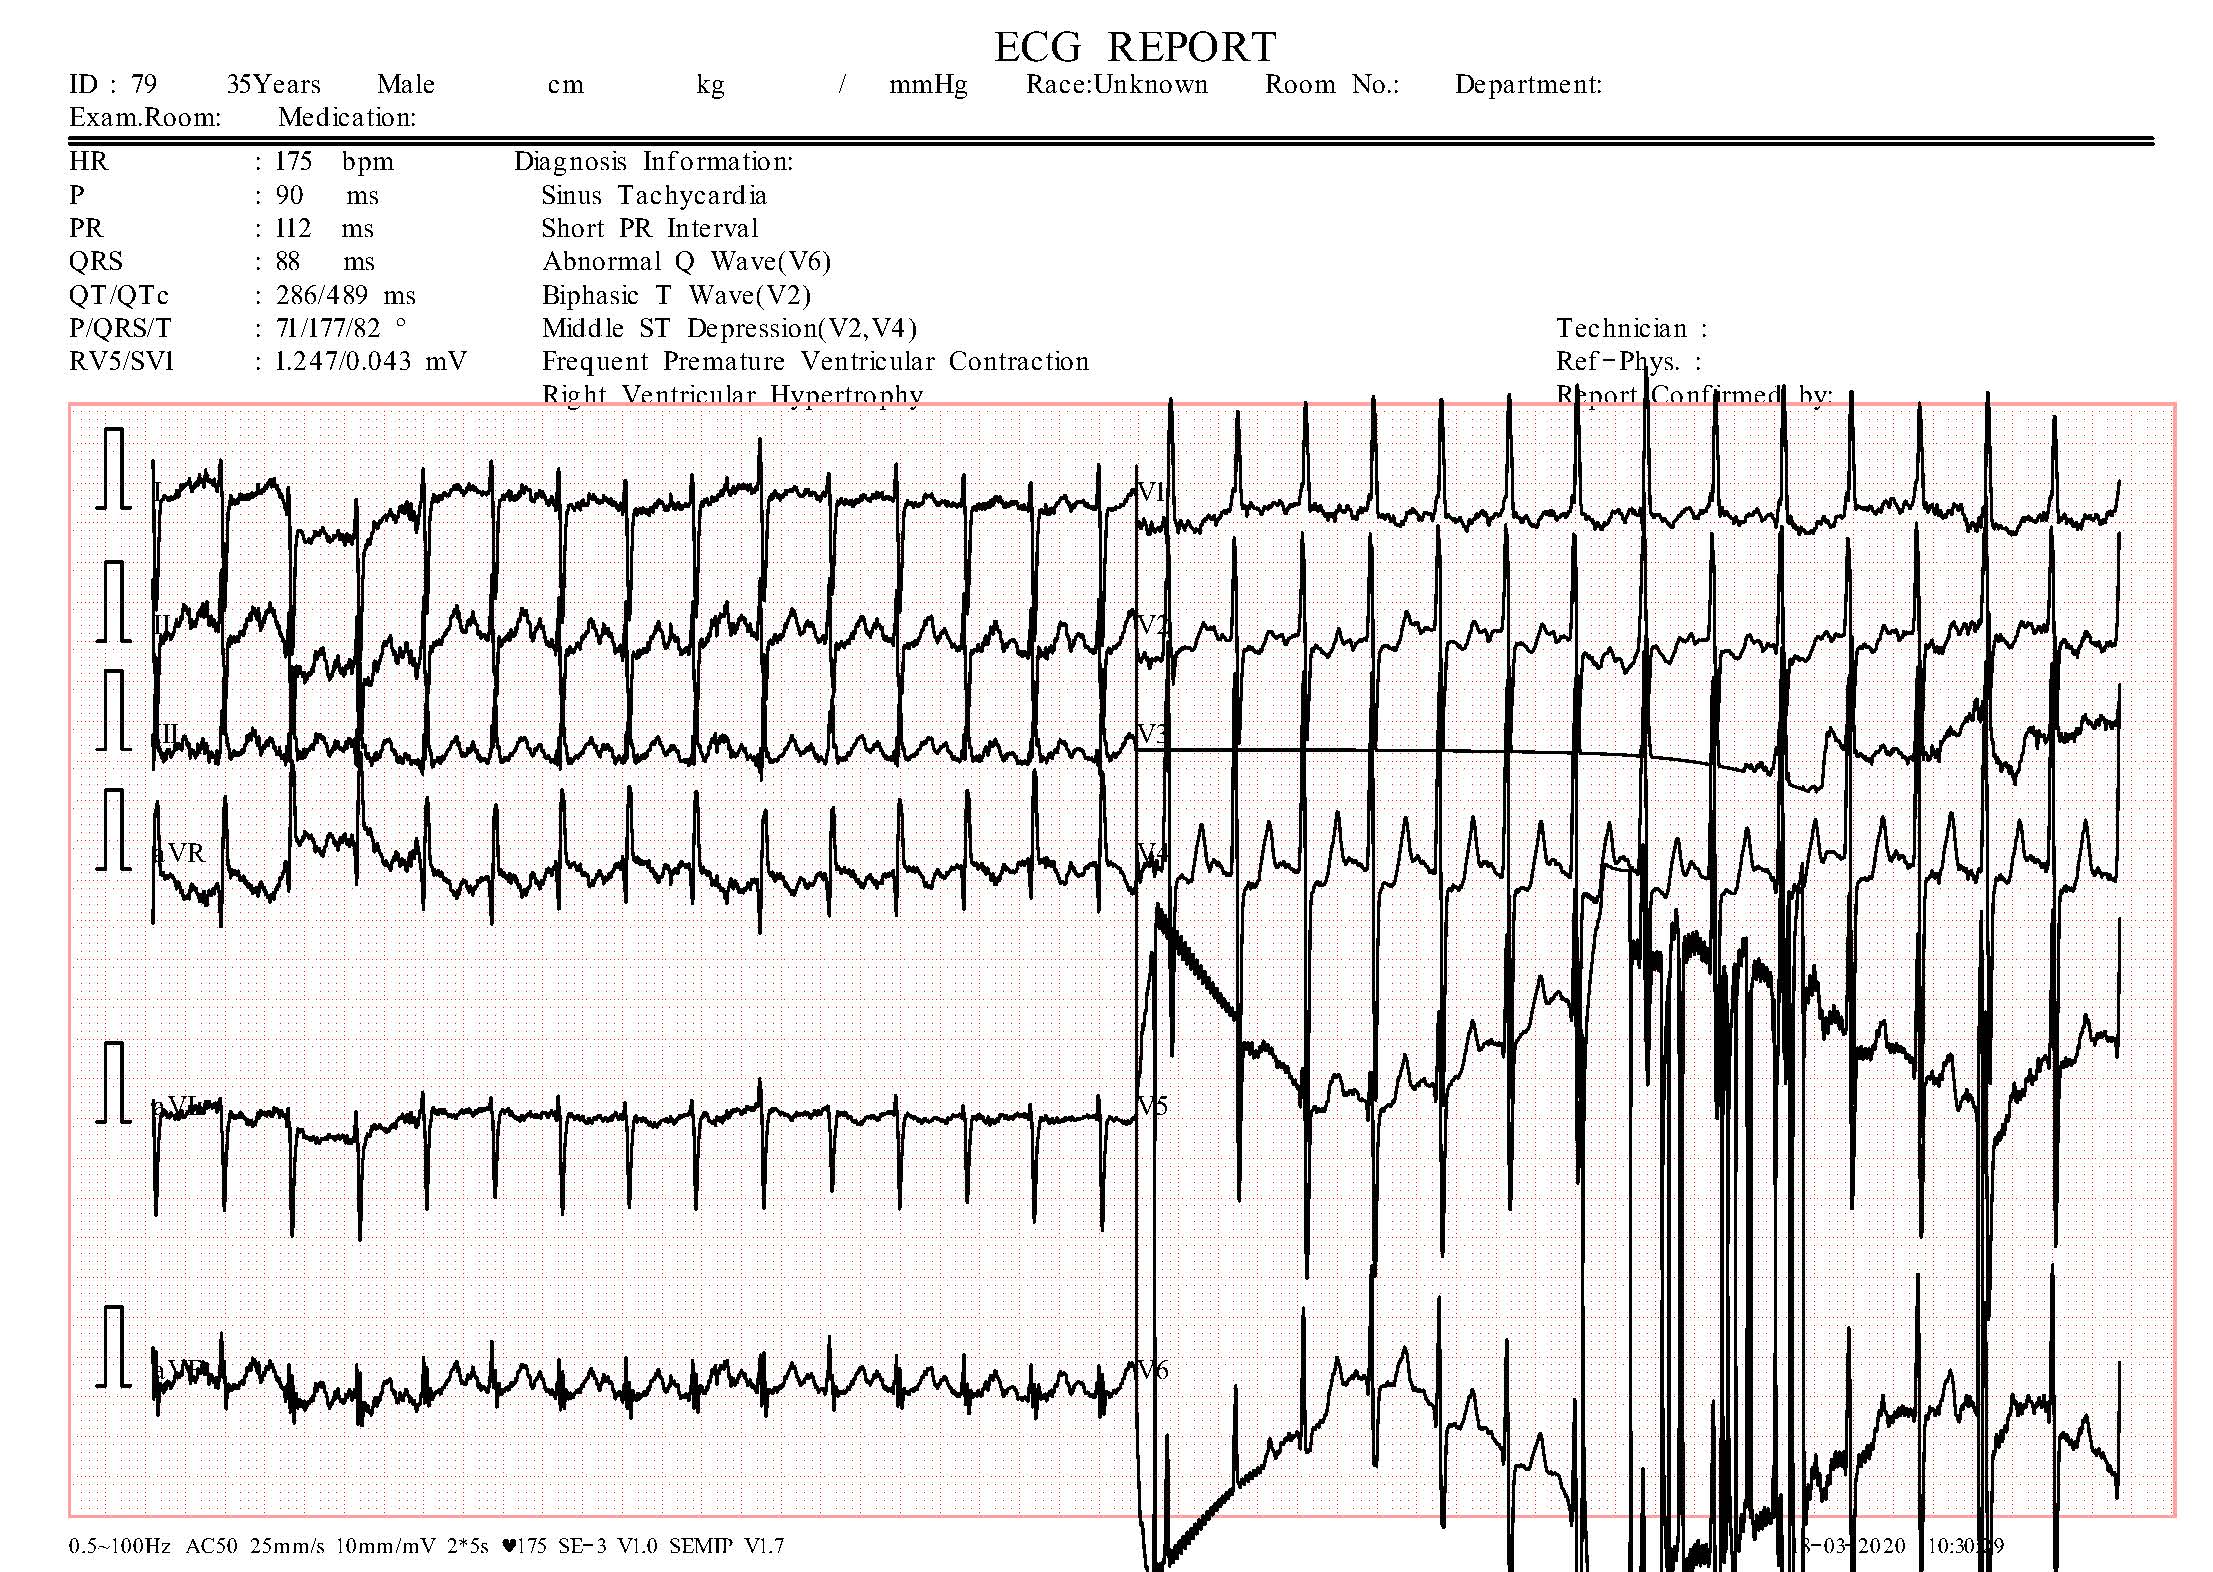 ECG REPORT
ID : 79 35Years Male cm kg / mmHg Race:Unknown Room No.: Department:
Exam.Room: Medication:
HR : 175 bpm Diagnosis Information:
P : 90 ms Sinus Tachycardia
PR : 112 ms Short PR Interval
QRS : 88 ms Abnormal Q Wave(V6)
QT/QTc : 286/489 ms Biphasic T Wave(V2)
P/QRS/T : 71/177/82 ° Middle ST Depression(V2,V4) Technician :
RV5/SV1 : 1.247/0.043 mV Frequent Premature Ventricular Contraction Ref-Phys. :
Right Ventricular Hypertrophy Report Confirmed by:
I V1
II V2
III V3
aVR V4
aVL V5
aVF V6
0.5~100Hz AC50 25mm/s 10mm/mV 2*5s ♥175 SE-3 V1.0 SEMIP V1.7